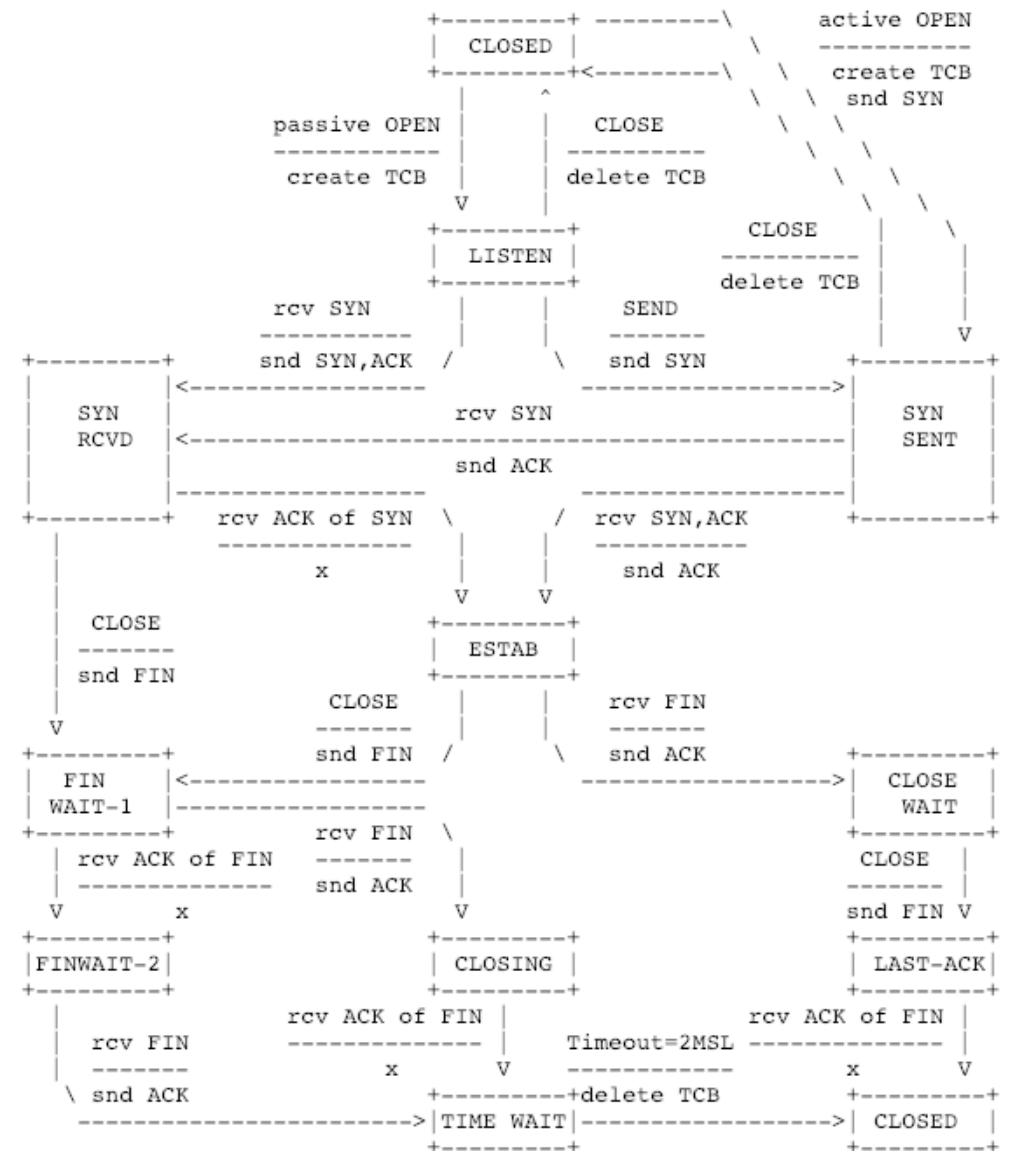 +---------+ ---------\      active OPEN
                             |  CLOSED |            \    -----------
                             +---------+<---------\   \   create TCB
                               |     ^              \   \  snd SYN
                  passive OPEN |     |   CLOSE        \   \
                  ------------ |     | ----------       \   \
                   create TCB  |     | delete TCB         \   \
                               V     |                      \   \
                             +---------+            CLOSE    |    \
                             |  LISTEN |          ---------- |     |
                             +---------+          delete TCB |     |
                  rcv SYN      |     |     SEND              |     |
                 -----------   |     |    -------            |     V
+---------+      snd SYN,ACK  /       \   snd SYN          +---------+
|         |<------------------           ------------------>|         |
|   SYN   |                    rcv SYN                     |   SYN   |
|   RCVD  |<-----------------------------------------------|   SENT  |
|         |                    snd ACK                     |         |
|         |------------------           -------------------|         |
+---------+   rcv ACK of SYN  \       /  rcv SYN,ACK       +---------+
  |           --------------   |     |   -----------
  |                  x         |     |     snd ACK
  |                            V     V
  |  CLOSE                   +---------+
  | -------                  |  ESTAB  |
  | snd FIN                  +---------+
  |                   CLOSE    |     |    rcv FIN
  V                  -------   |     |    -------
+---------+          snd FIN  /       \   snd ACK          +---------+
|  FIN    |<------------------           ------------------>|  CLOSE  |
| WAIT-1  |------------------                              |   WAIT  |
+---------+          rcv FIN  \                            +---------+
  | rcv ACK of FIN   -------   |                            CLOSE  |
  | --------------   snd ACK   |                           ------- |
  V        x                   V                           snd FIN V
+---------+                  +---------+                   +---------+
|FINWAIT-2|                  | CLOSING |                   | LAST-ACK|
+---------+                  +---------+                   +---------+
  |                rcv ACK of FIN |                 rcv ACK of FIN |
  |  rcv FIN       -------------- |    Timeout=2MSL -------------- |
  |  -------              x       V    ------------        x       V
   \ snd ACK                 +---------+delete TCB         +---------+
    ------------------------>|TIME WAIT|------------------>| CLOSED  |
                             +---------+                   +---------+